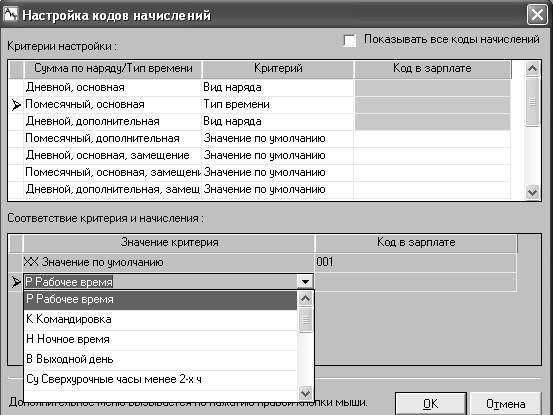 Настройка кодов начислений
Критерии настройки :
Показывать все коды начислений
Сумма по наряду/Тип времени Критерий Код в зарплате
Дневной, основная Вид наряда
Помесячный, основная Тип времени
Дневной, дополнительная Вид наряда
Помесячный, дополнительная Значение по умолчанию
Дневной, основная, замещение Значение по умолчанию
Помесячный, основная, замещени Значение по умолчанию
Дневной, дополнительная, замещ Значение по умолчанию
Соответствие критерия и начисления :
Значение критерия Код в зарплате
XX Значение по умолчанию 001
Р Рабочее время
Р Рабочее время
К Командировка
Н Ночное время
В Выходной день
Су Сверхурочные часы менее 2-х ч
Дополнительное меню вызывается по нажатию правой кнопки мыши.
OK Отмена